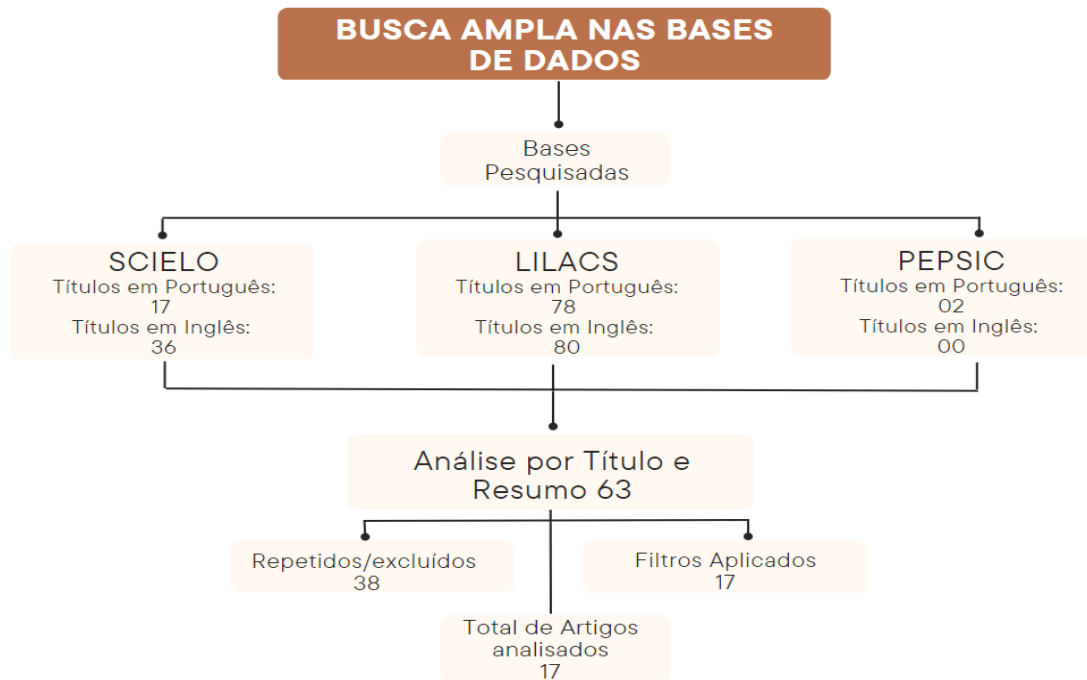 BUSCA AMPLA NAS BASES
DE DADOS
Bases
Pesquisadas
SCIELO
Títulos em Português:
17
Títulos em Inglês:
36
LILACS
Títulos em Português:
78
Títulos em Inglês:
80
PEPSIC
Títulos em Português:
02
Títulos em Inglês:
00
Análise por Título e
Resumo 63
Repetidos/excluídos
38
Filtros Aplicados
17
Total de Artigos
analisados
17